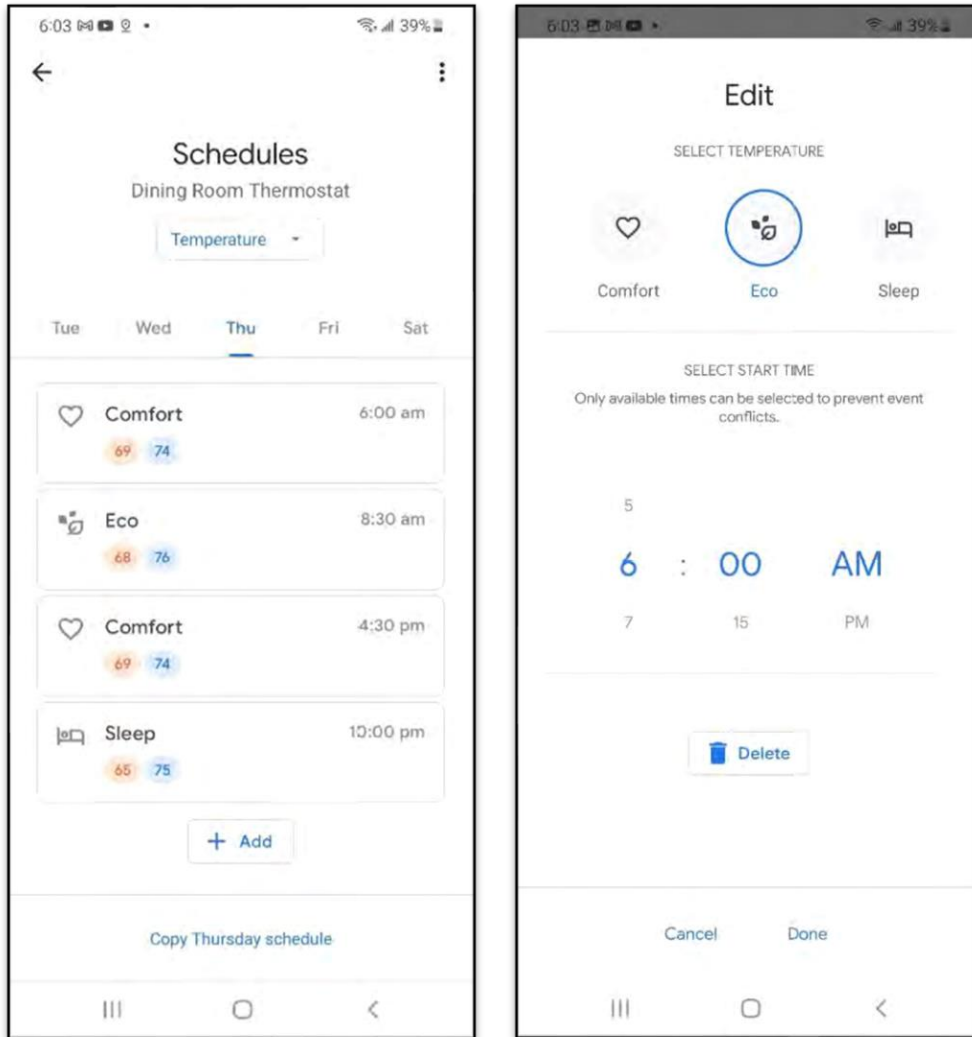 6:03
39%
Schedules
Dining Room Thermostat
Temperature
Tue Wed Thu Fri Sat
Comfort 6:00 am
69 74
Eco 8:30 am
68 76
Comfort 4:30 pm
69 74
Sleep 10:00 pm
65 75
+ Add
Copy Thursday schedule
6:03
39%
Edit
SELECT TEMPERATURE
Comfort Eco Sleep
SELECT START TIME
Only available times can be selected to prevent event
conflicts.
5
6 : 00 AM
7 15 PM
Delete
Cancel Done